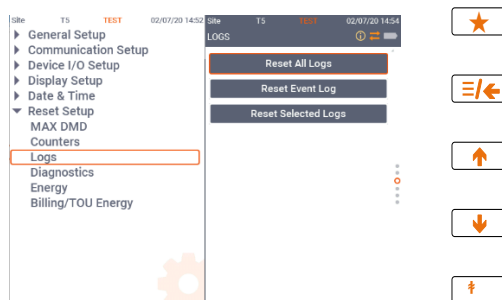 Site T5 TEST 02/07/20 14:52
General Setup
Communication Setup
Device I/O Setup
Display Setup
Date & Time
Reset Setup
MAX DMD
Counters
Logs
Diagnostics
Energy
Billing/TOU Energy
Site T5 TEST 02/07/20 14:54
LOGS
Reset All Logs
Reset Event Log
Reset Selected Logs